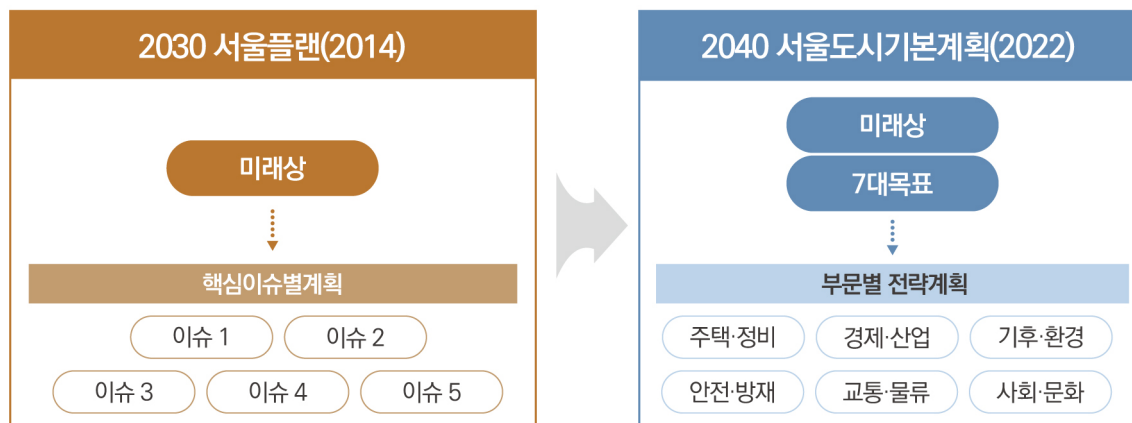 2030 서울플랜(2014)
미래상
핵심이슈별계획
이슈 1
이슈 2
이슈 3
이슈 4
이슈 5
2040 서울도시기본계획(2022)
미래상
7대목표
부문별 전략계획
주택·정비
경제·산업
기후·환경
안전·방재
교통·물류
사회·문화